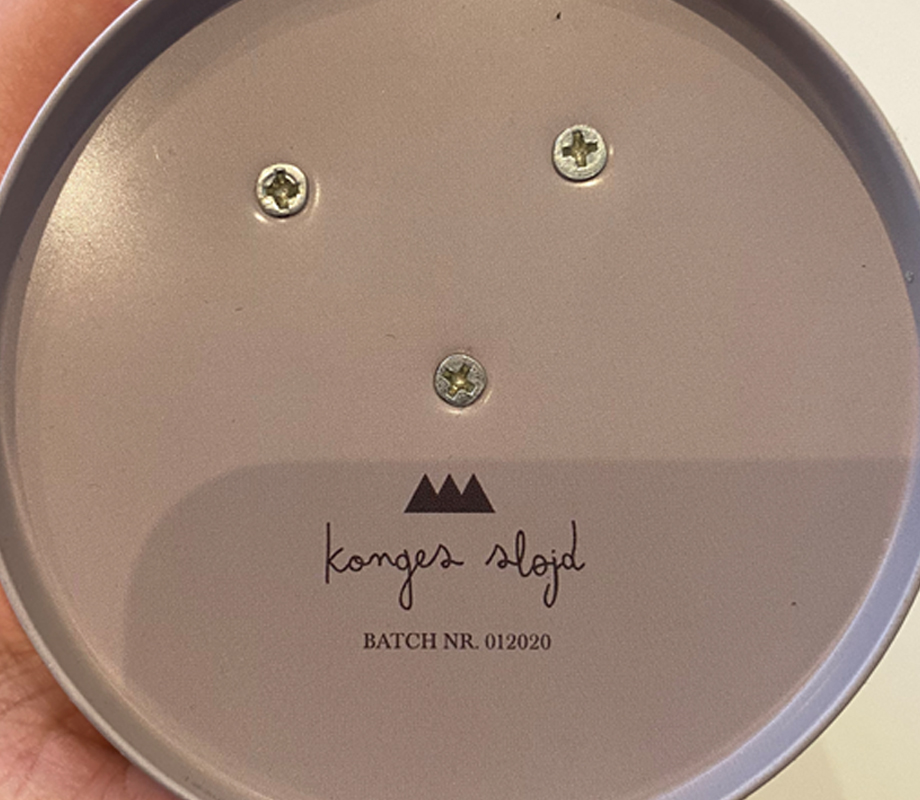 konges sløjd
BATCH NR. 012020